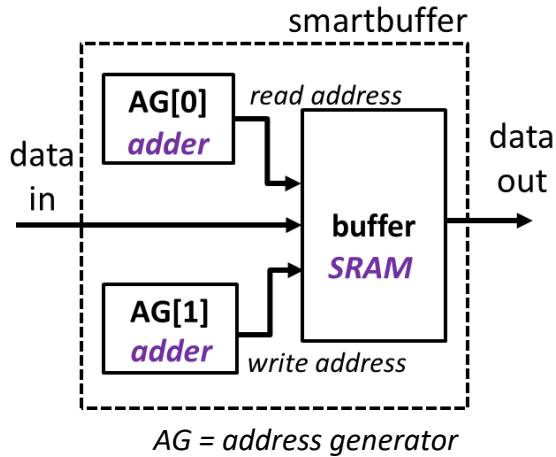 smartbuffer
AG[0]
adder
read address
data
in
buffer
SRAM
data
out
AG[1]
adder
write address
AG = address generator